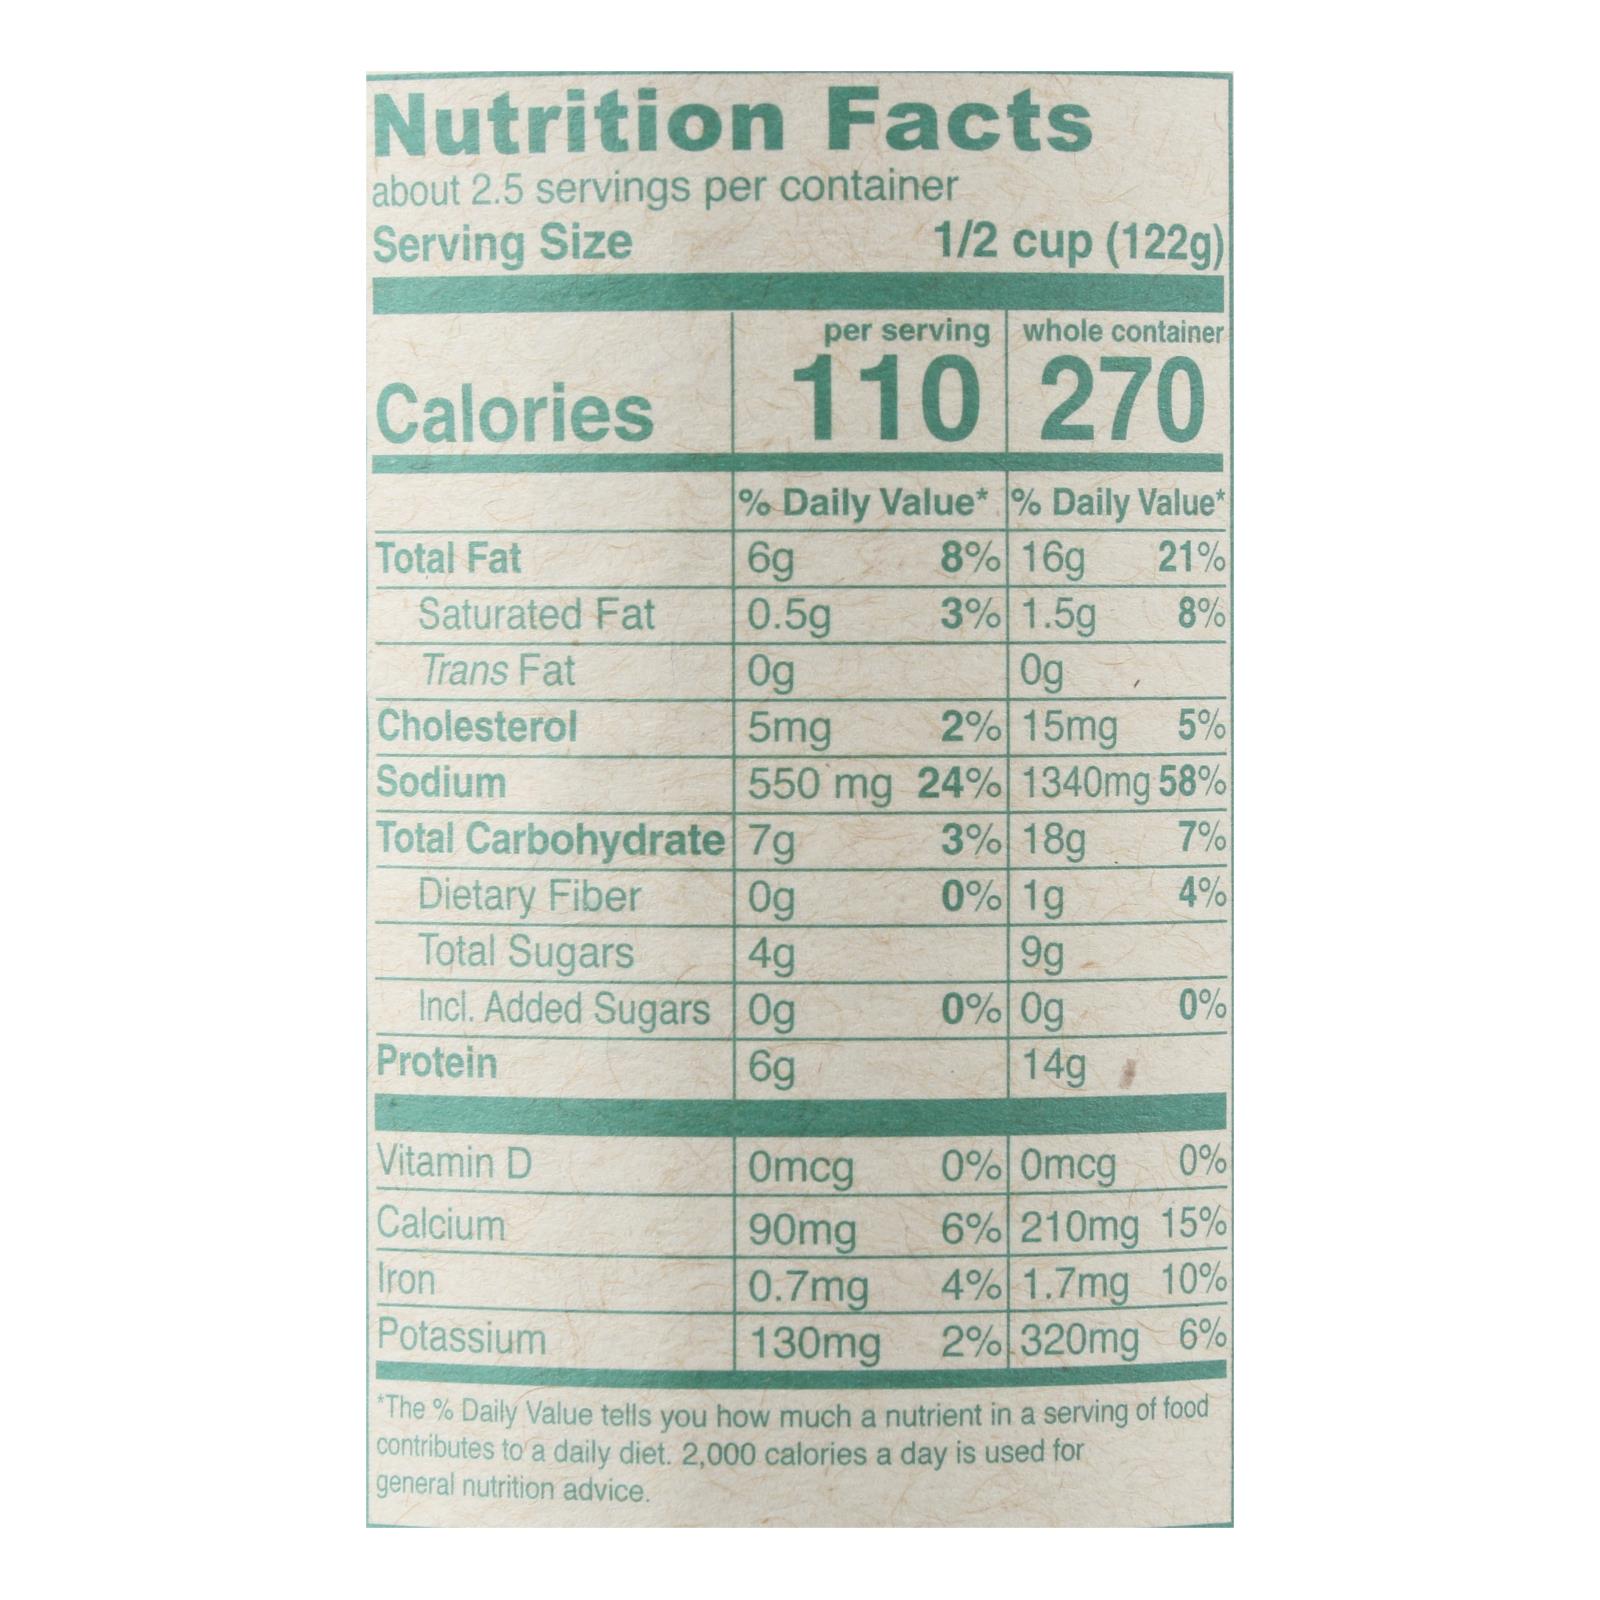 Nutrition Facts
about 2.5 servings per container
Serving Size 1/2 cup (122g)
per serving whole container
Calories 110 270
% Daily Value* % Daily Value*
Total Fat 6g 8% 16g 21%
Saturated Fat 0.5g 3% 1.5g 8%
Trans Fat 0g 0g
Cholesterol 5mg 2% 15mg 5%
Sodium 550 mg 24% 1340mg 58%
Total Carbohydrate 7g 3% 18g 7%
Dietary Fiber 0g 0% 1g 4%
Total Sugars 4g 9g
Incl. Added Sugars 0g 0% 0g 0%
Protein 6g 14g
Vitamin D 0mcg 0% 0mcg 0%
Calcium 90mg 6% 210mg 15%
Iron 0.7mg 4% 1.7mg 10%
Potassium 130mg 2% 320mg 6%
*The % Daily Value tells you how much a nutrient in a serving of food
contributes to a daily diet. 2,000 calories a day is used for
general nutrition advice.